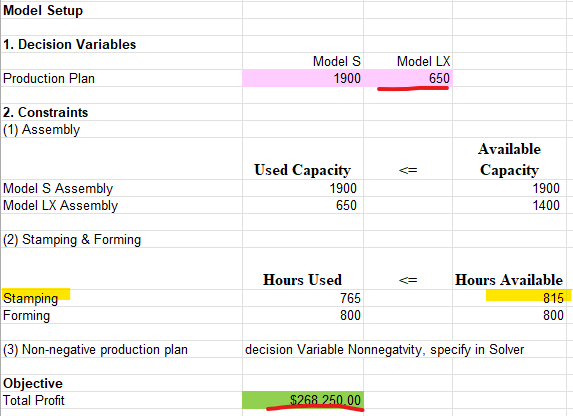 Model Setup
1. Decision Variables
Model S Model LX
Production Plan 1900 650
2. Constraints
(1) Assembly
Available
Used Capacity <= Capacity
Model S Assembly 1900 1900
Model LX Assembly 650 1400
(2) Stamping & Forming
Hours Used <= Hours Available
Stamping 765 815
Forming 800 800
(3) Non-negative production plan decision Variable Nonnegatvity, specify in Solver
Objective
Total Profit $268,250.00